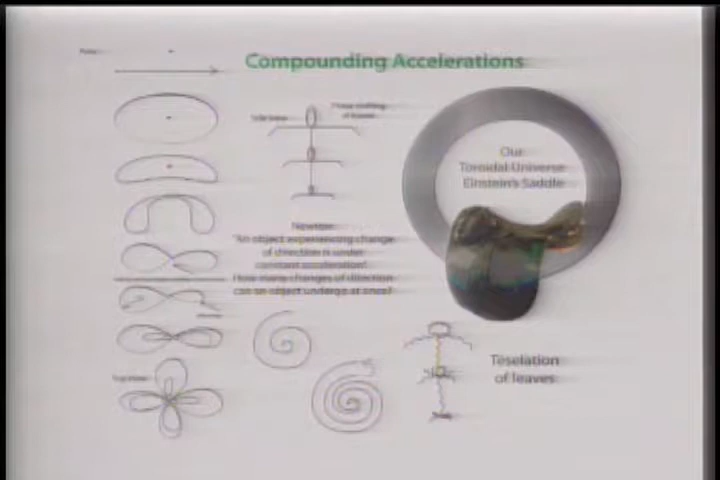 Compounding Accelerations
Our
Toroidal Universe
Einstein's Saddle
Newton:
"An object experiencing change
of direction is under
constant acceleration."
How many changes of direction
can an object undergo at once?
Teselation
of leaves